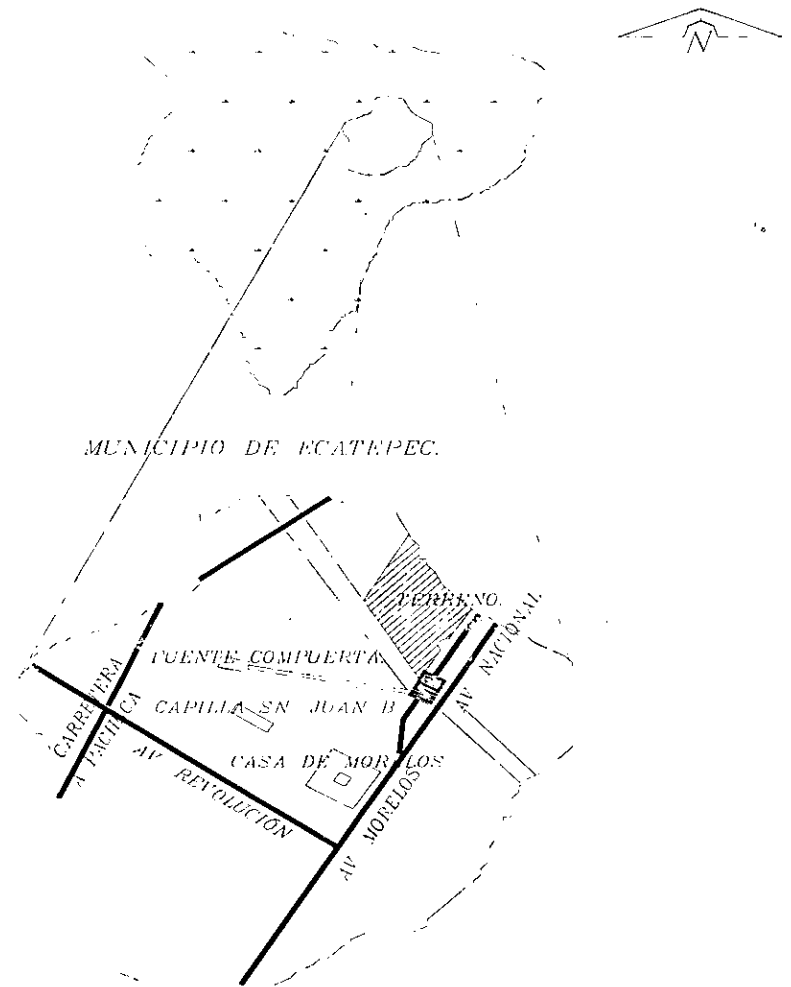 N
MUNICIPIO DE ECATEPEC.
TERRENO.
AV NACIONAL
PUENTE COMPUERTA
CARRETERA
A PACHUCA
CAPILLA SN JUAN B
AV REVOLUCIÓN
CASA DE MORELOS
AV MORELOS